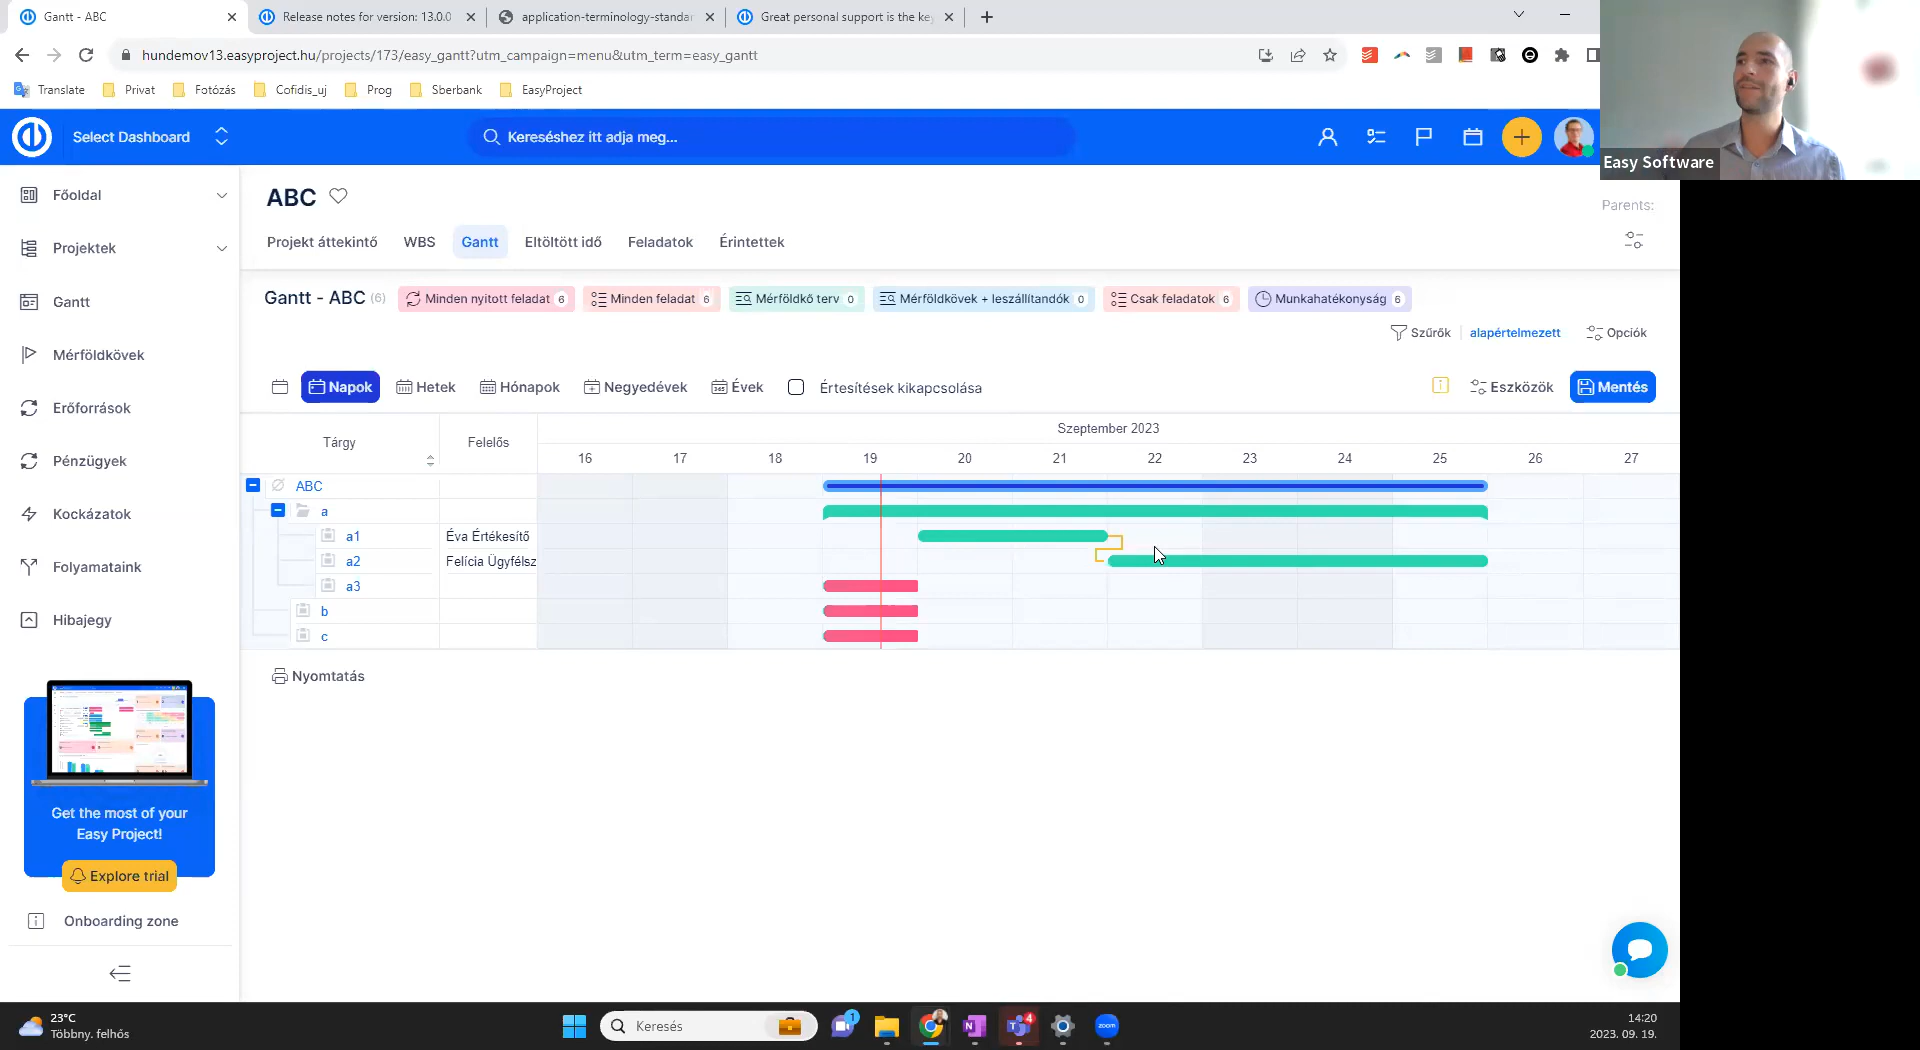 Gantt - ABC
Release notes for version: 13.0.0
application-terminology-standar
Great personal support is the key
hundemov13.easyproject.hu/projects/173/easy_gantt?utm_campaign=menu&utm_term=easy_gantt
Translate
Privat
Fotózás
Cofidis_uj
Prog
Sberbank
EasyProject
Select Dashboard
Kereséshez itt adja meg...
Easy Software
Főoldal
Projektek
Gantt
Mérföldkövek
Erőforrások
Pénzügyek
Kockázatok
Folyamataink
Hibajegy
Get the most of your
Easy Project!
Explore trial
Onboarding zone
ABC
Parents:
Projekt áttekintő
WBS
Gantt
Eltöltött idő
Feladatok
Érintettek
Gantt - ABC (6)
Minden nyitott feladat 6
Minden feladat 6
Mérföldkő terv 0
Mérföldkövek + leszállítandók 0
Csak feladatok 6
Munkahatékonyság 6
Szűrők
alapértelmezett
Opciók
Napok
Hetek
Hónapok
Negyedévek
365 Évek
Értesítések kikapcsolása
Eszközök
Mentés
Tárgy
Felelős
Szeptember 2023
16 17 18 19 20 21 22 23 24 25 26 27
ABC
a
a1 Éva Értékesítő
a2 Felícia Ügyfélsz
a3
b
c
Nyomtatás
23°C
Többny. felhős
Keresés
1
4
zoom
14:20
2023. 09. 19.